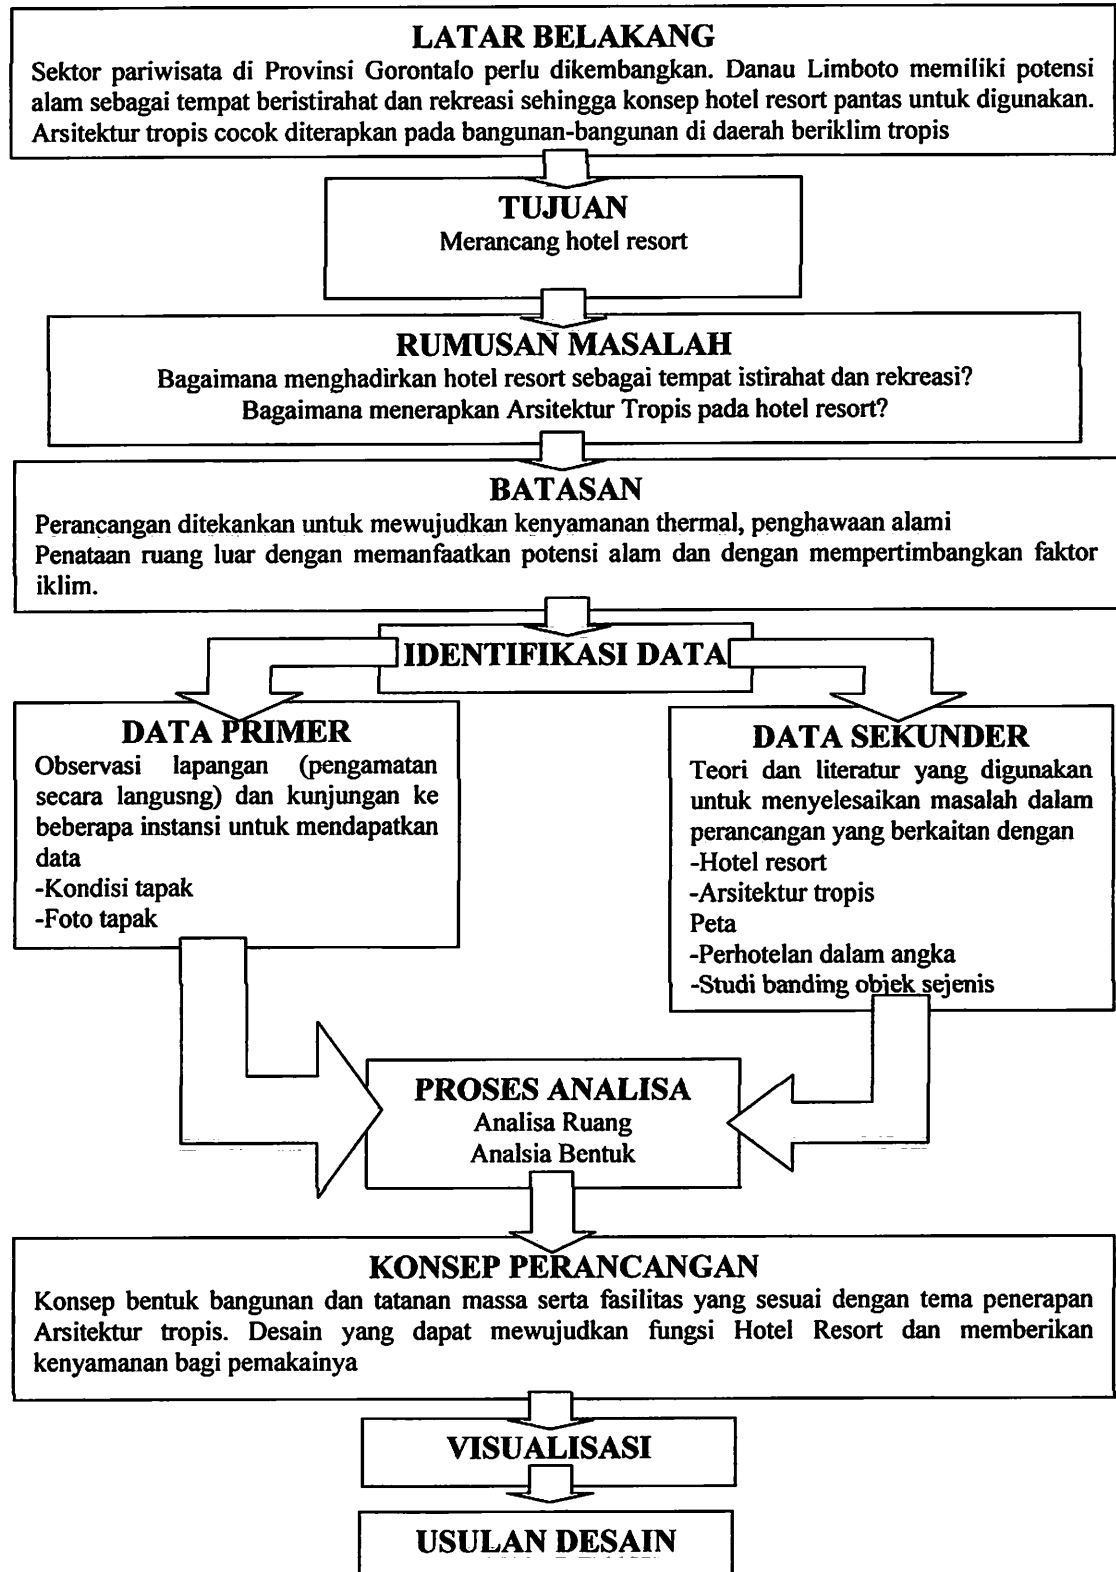 LATAR BELAKANG
Sektor pariwisata di Provinsi Gorontalo perlu dikembangkan. Danau Limboto memiliki potensi
alam sebagai tempat beristirahat dan rekreasi sehingga konsep hotel resort pantas untuk digunakan.
Arsitektur tropis cocok diterapkan pada bangunan-bangunan di daerah beriklim tropis
TUJUAN
Merancang hotel resort
RUMUSAN MASALAH
Bagaimana menghadirkan hotel resort sebagai tempat istirahat dan rekreasi?
Bagaimana menerapkan Arsitektur Tropis pada hotel resort?
BATASAN
Perancangan ditekankan untuk mewujudkan kenyamanan thermal, penghawaan alami
Penataan ruang luar dengan memanfaatkan potensi alam dan dengan mempertimbangkan faktor
iklim.
IDENTIFIKASI DATA
DATA PRIMER
Observasi lapangan (pengamatan
secara langusng) dan kunjungan ke
beberapa instansi untuk mendapatkan
data
-Kondisi tapak
-Foto tapak
DATA SEKUNDER
Teori dan literatur yang digunakan
untuk menyelesaikan masalah dalam
perancangan yang berkaitan dengan
-Hotel resort
-Arsitektur tropis
Peta
-Perhotelan dalam angka
-Studi banding objek sejenis
PROSES ANALISA
Analisa Ruang
Analsia Bentuk
KONSEP PERANCANGAN
Konsep bentuk bangunan dan tatanan massa serta fasilitas yang sesuai dengan tema penerapan
Arsitektur tropis. Desain yang dapat mewujudkan fungsi Hotel Resort dan memberikan
kenyamanan bagi pemakainya
VISUALISASI
USULAN DESAIN